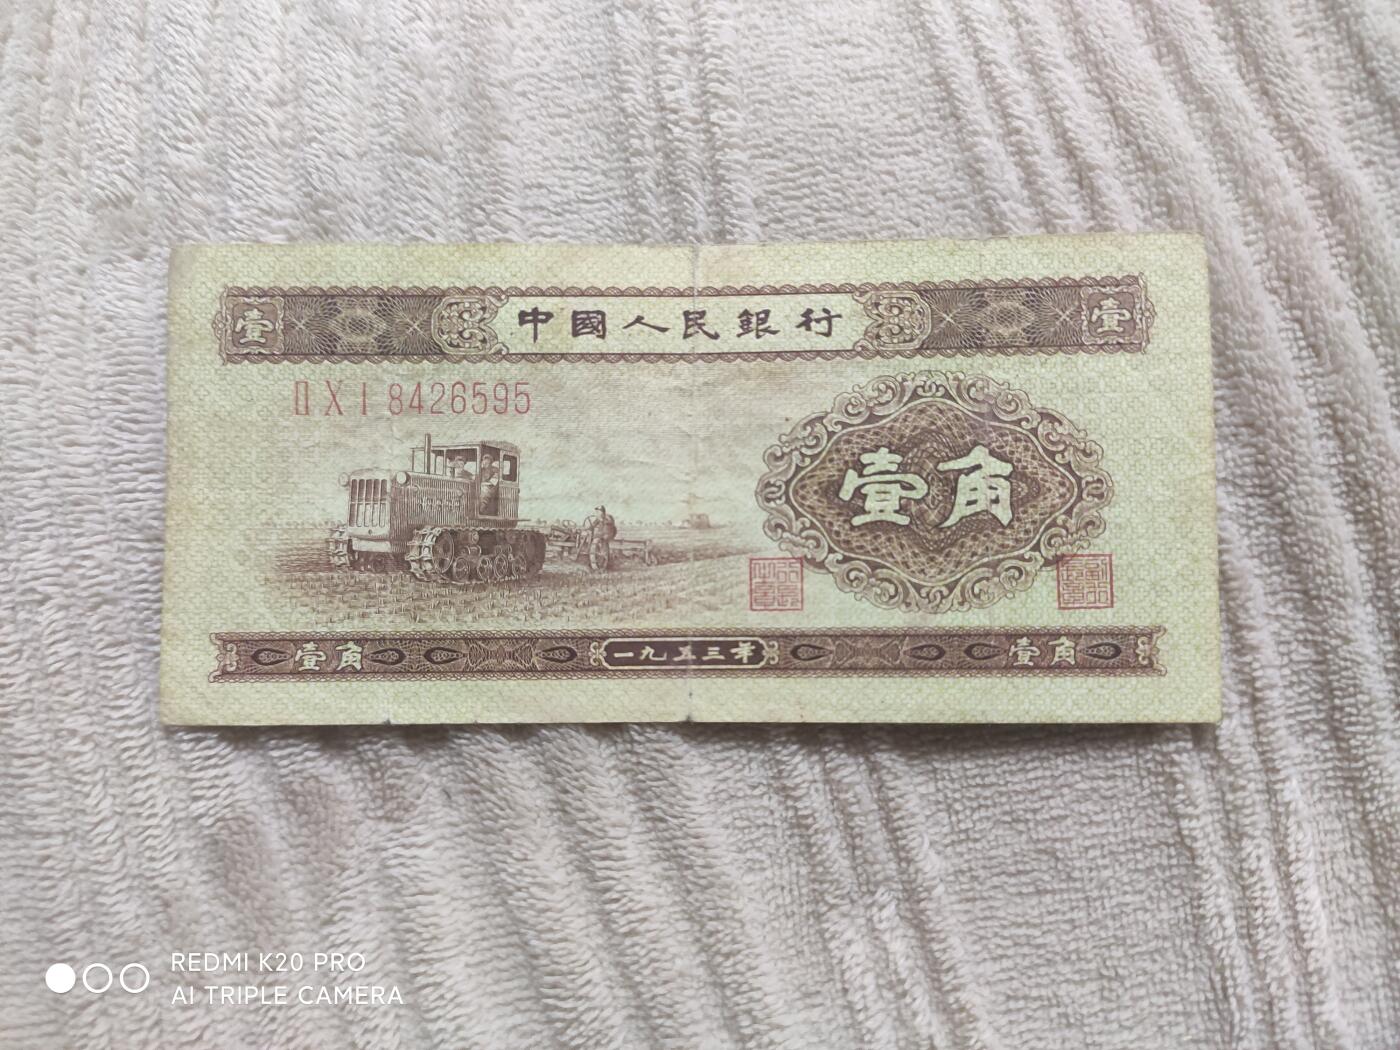 壹 中國人民銀行 壹
ⅡⅩⅠ 8426595
壹角
壹角 一九五三年 壹角
REDMI K20 PRO
AI TRIPLE CAMERA